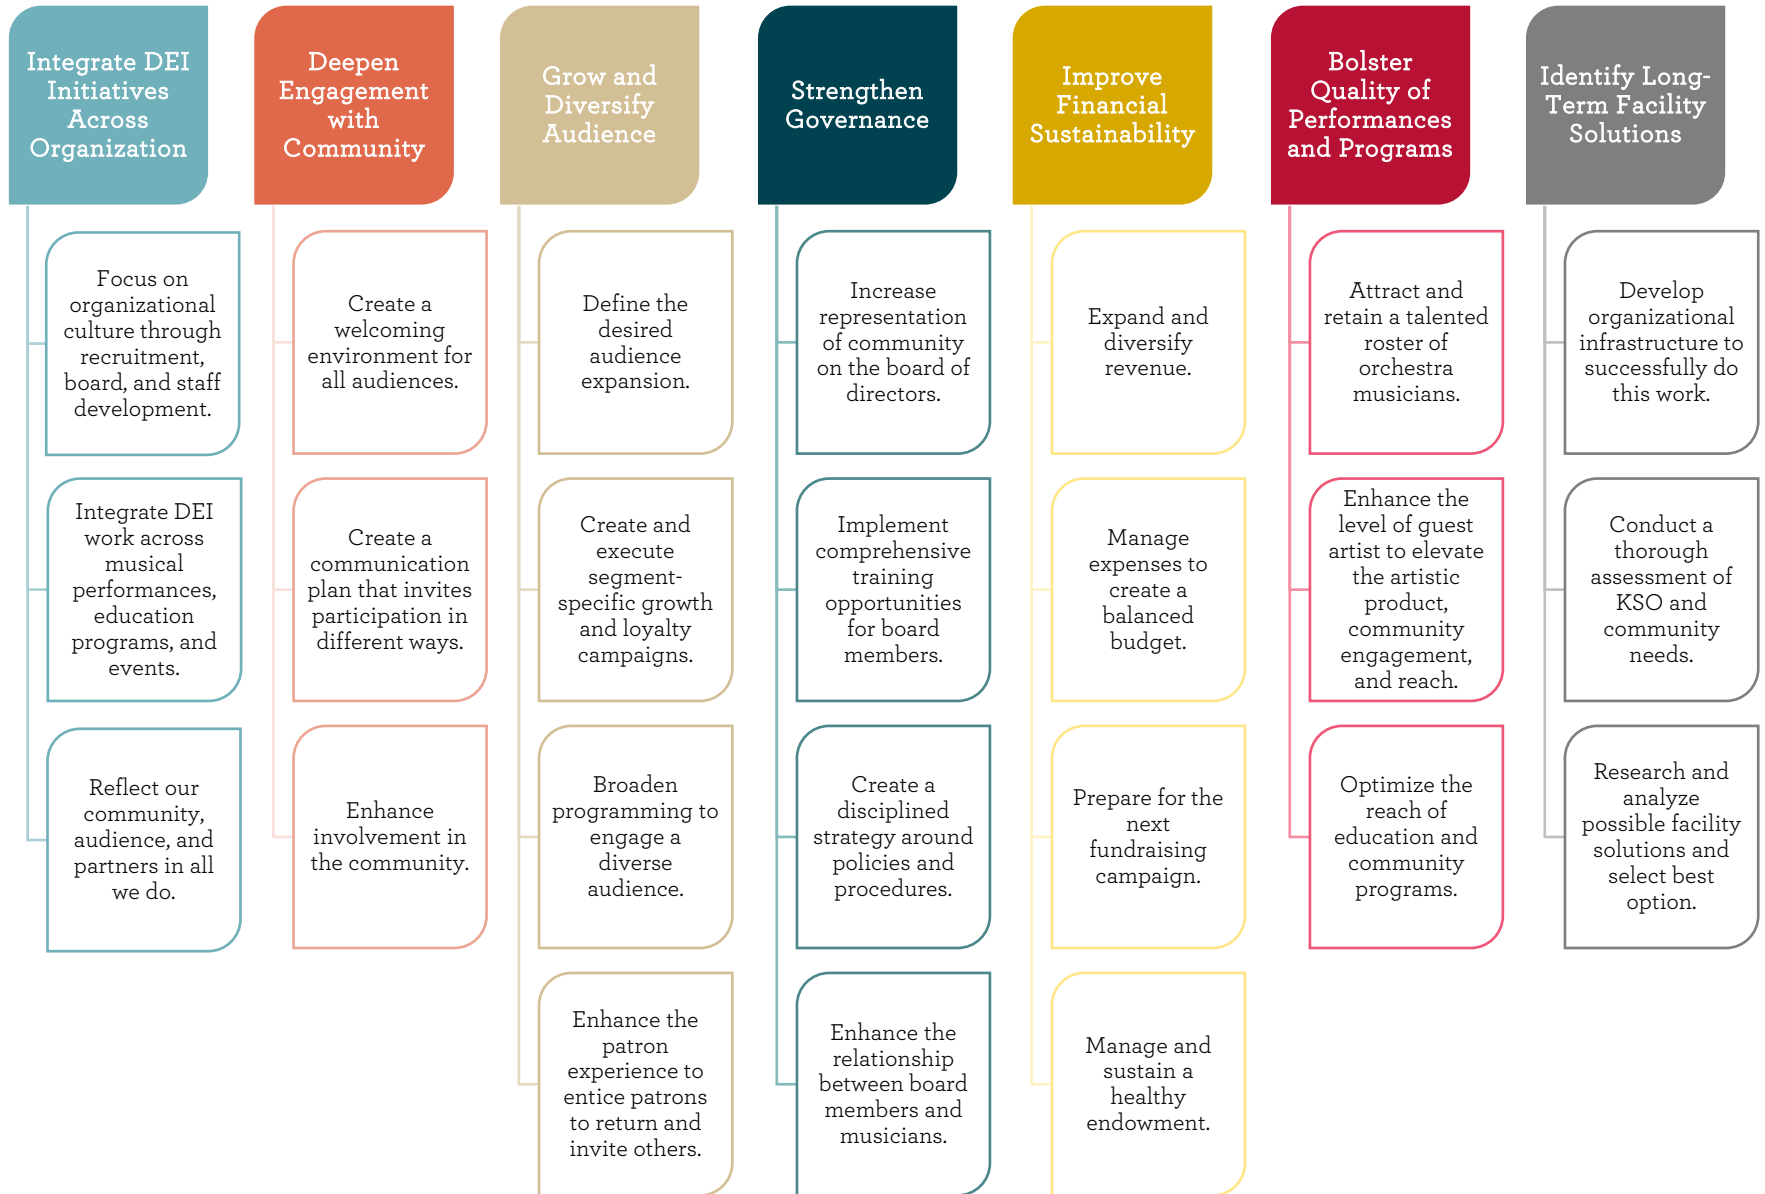 Integrate DEI
Initiatives
Across
Organization
Focus on
organizational
culture through
recruitment,
board, and staff
development.
Integrate DEI
work across
musical
performances,
education
programs, and
events.
Reflect our
community,
audience, and
partners in all
we do.
Deepen
Engagement
with
Community
Create a
welcoming
environment for
all audiences.
Create a
communication
plan that invites
participation in
different ways.
Enhance
involvement in
the community.
Grow and
Diversify
Audience
Define the
desired
audience
expansion.
Create and
execute
segment-
specific growth
and loyalty
campaigns.
Broaden
programming to
engage a
diverse
audience.
Enhance the
patron
experience to
entice patrons
to return and
invite others.
Strengthen
Governance
Increase
representation
of community
on the board of
directors.
Implement
comprehensive
training
opportunities
for board
members.
Create a
disciplined
strategy around
policies and
procedures.
Enhance the
relationship
between board
members and
musicians.
Improve
Financial
Sustainability
Expand and
diversify
revenue.
Manage
expenses to
create a
balanced
budget.
Prepare for the
next
fundraising
campaign.
Manage and
sustain a
healthy
endowment.
Bolster
Quality of
Performances
and Programs
Attract and
retain a talented
roster of
orchestra
musicians.
Enhance the
level of guest
artist to elevate
the artistic
product,
community
engagement,
and reach.
Optimize the
reach of
education and
community
programs.
Identify Long-
Term Facility
Solutions
Develop
organizational
infrastructure to
successfully do
this work.
Conduct a
thorough
assessment of
KSO and
community
needs.
Research and
analyze
possible facility
solutions and
select best
option.